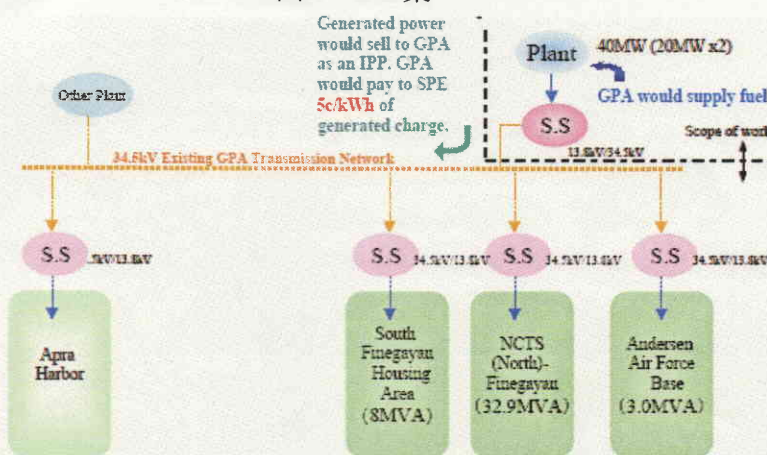 Generated power
would sell to GPA
as an IPP. GPA
would pay to SPE
5c/kWh of
generated charge.
Plant
40MW (20MW x2)
GPA would supply fuel
S.S
13.8kV/34.5kV
Scope of work
Other Plant
34.5kV Existing GPA Transmission Network
S.S
S.S
34.5kV/13.8kV
S.S
34.5kV/13.8kV
S.S
34.5kV/13.8kV
Apra
Harbor
South
Finegayan
Housing
Area
(8MVA)
NCTS
(North)-
Finegayan
(32.9MVA)
Andersen
Air Force
Base
(3.0MVA)